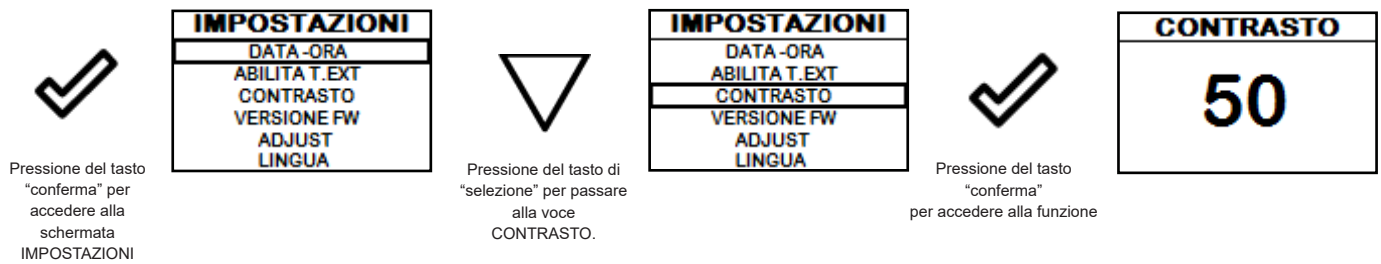 Pressione del tasto
“conferma” per
accedere alla
schermata
IMPOSTAZIONI
IMPOSTAZIONI
DATA -ORA
ABILITA T.EXT
CONTRASTO
VERSIONE FW
ADJUST
LINGUA
Pressione del tasto di
“selezione” per passare
alla voce
CONTRASTO.
IMPOSTAZIONI
DATA -ORA
ABILITA T.EXT
CONTRASTO
VERSIONE FW
ADJUST
LINGUA
Pressione del tasto
“conferma”
per accedere alla funzione
CONTRASTO
50